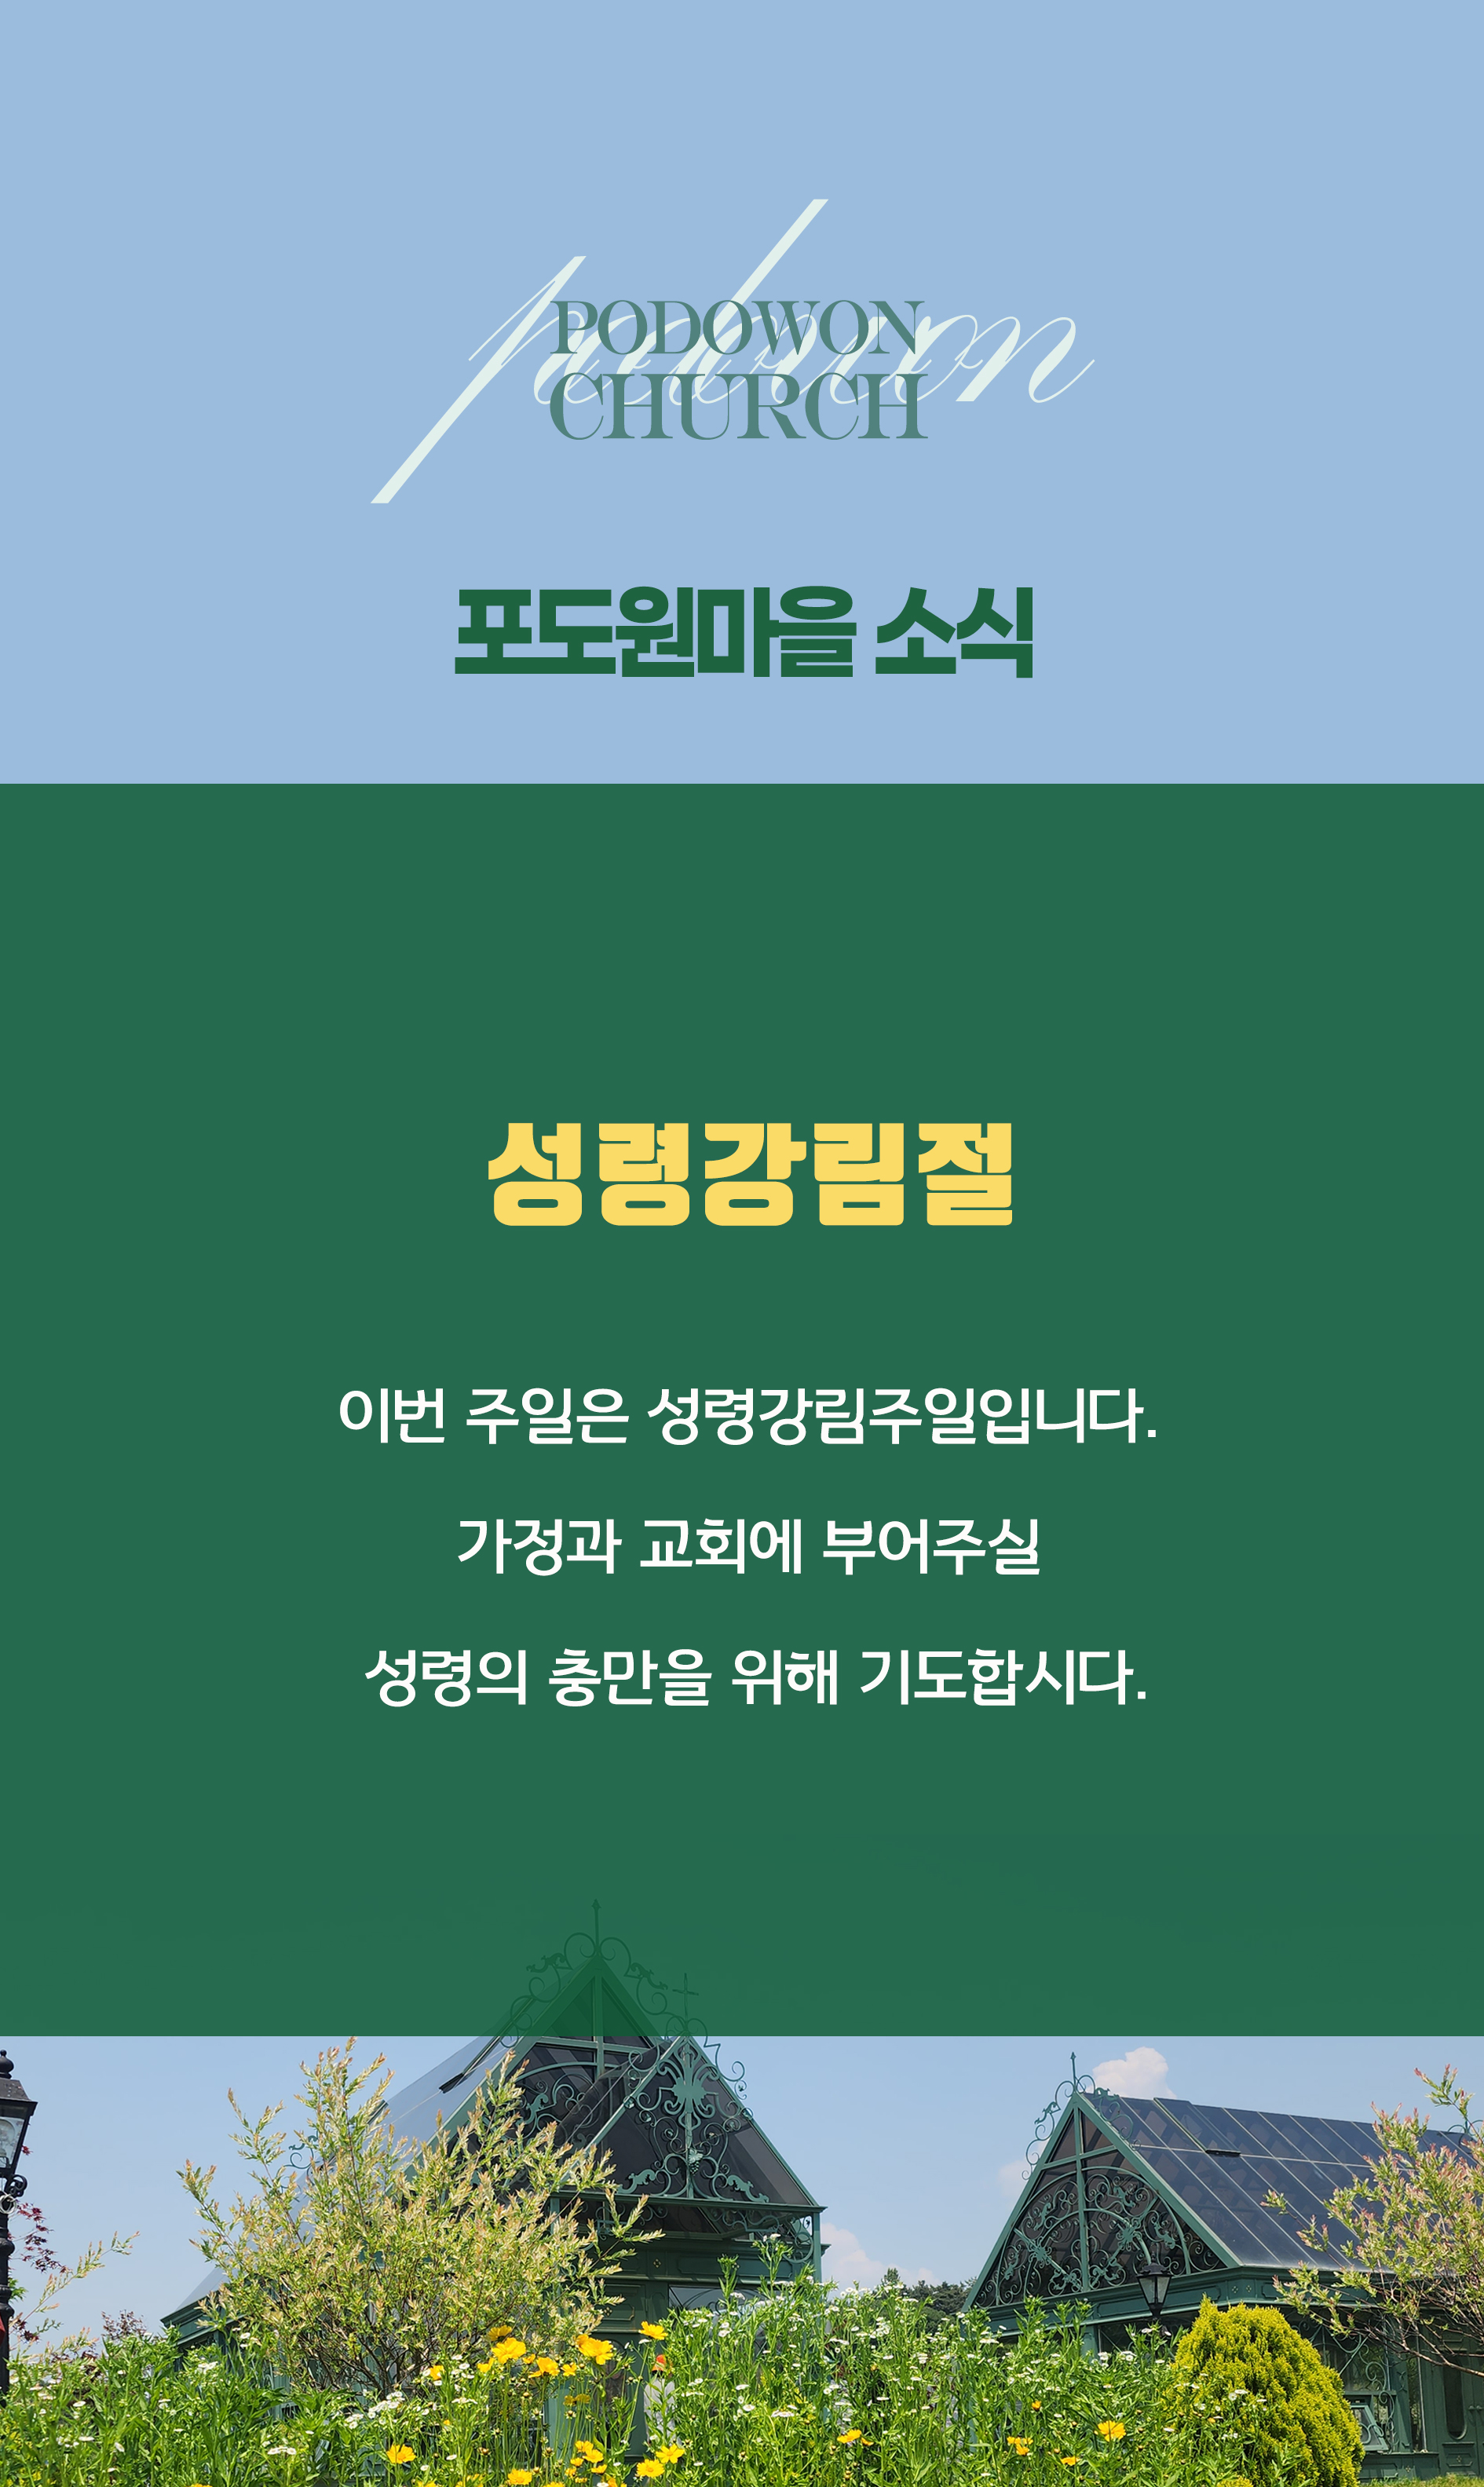 podowon
PODOWON
CHURCH
포도원마을 소식
성령강림절
이번 주일은 성령강림주일입니다.
가정과 교회에 부어주실
성령의 충만을 위해 기도합시다.